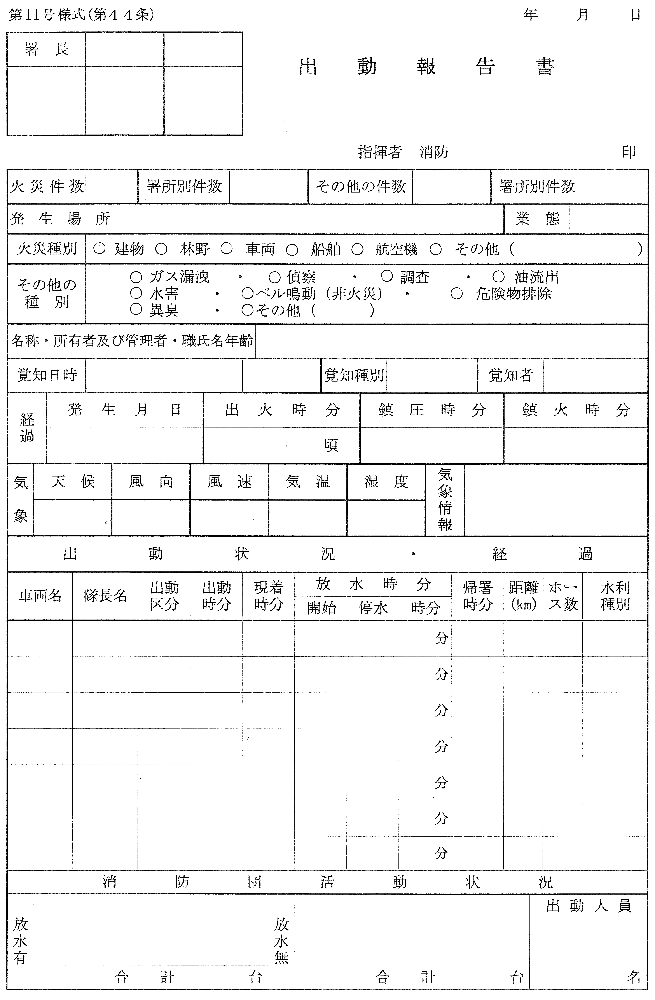 第11号様式(第４４条)
年 月 日
署 長
出 動 報 告 書
指揮者 消防 印
火災件数 署所別件数 その他の件数 署所別件数
発生場所 業態
火災種別 ○ 建物 ○ 林野 ○ 車両 ○ 船舶 ○ 航空機 ○ その他（ ）
その他の種別
○ ガス漏洩 ・ ○ 偵察 ・ ○ 調査 ・ ○ 油流出
○ 水害 ・ ○ベル鳴動（非火災）・ ○ 危険物排除
○ 異臭 ・ ○その他（ ）
名称・所有者及び管理者・職氏名年齢
覚知日時 覚知種別 覚知者
経過 発生月日 出火時分 鎮圧時分 鎮火時分
頃
気象 天候 風向 風速 気温 湿度 気象情報
出動状況・経過
車両名 隊長名 出動区分 出動時分 現着時分 放水時分 帰署時分 距離(km) ホース数 水利種別
開始 停水 時分
分
分
分
分
分
分
分
消防団活動状況
放水有 放水無 出動人員
合計 台 合計 台 名